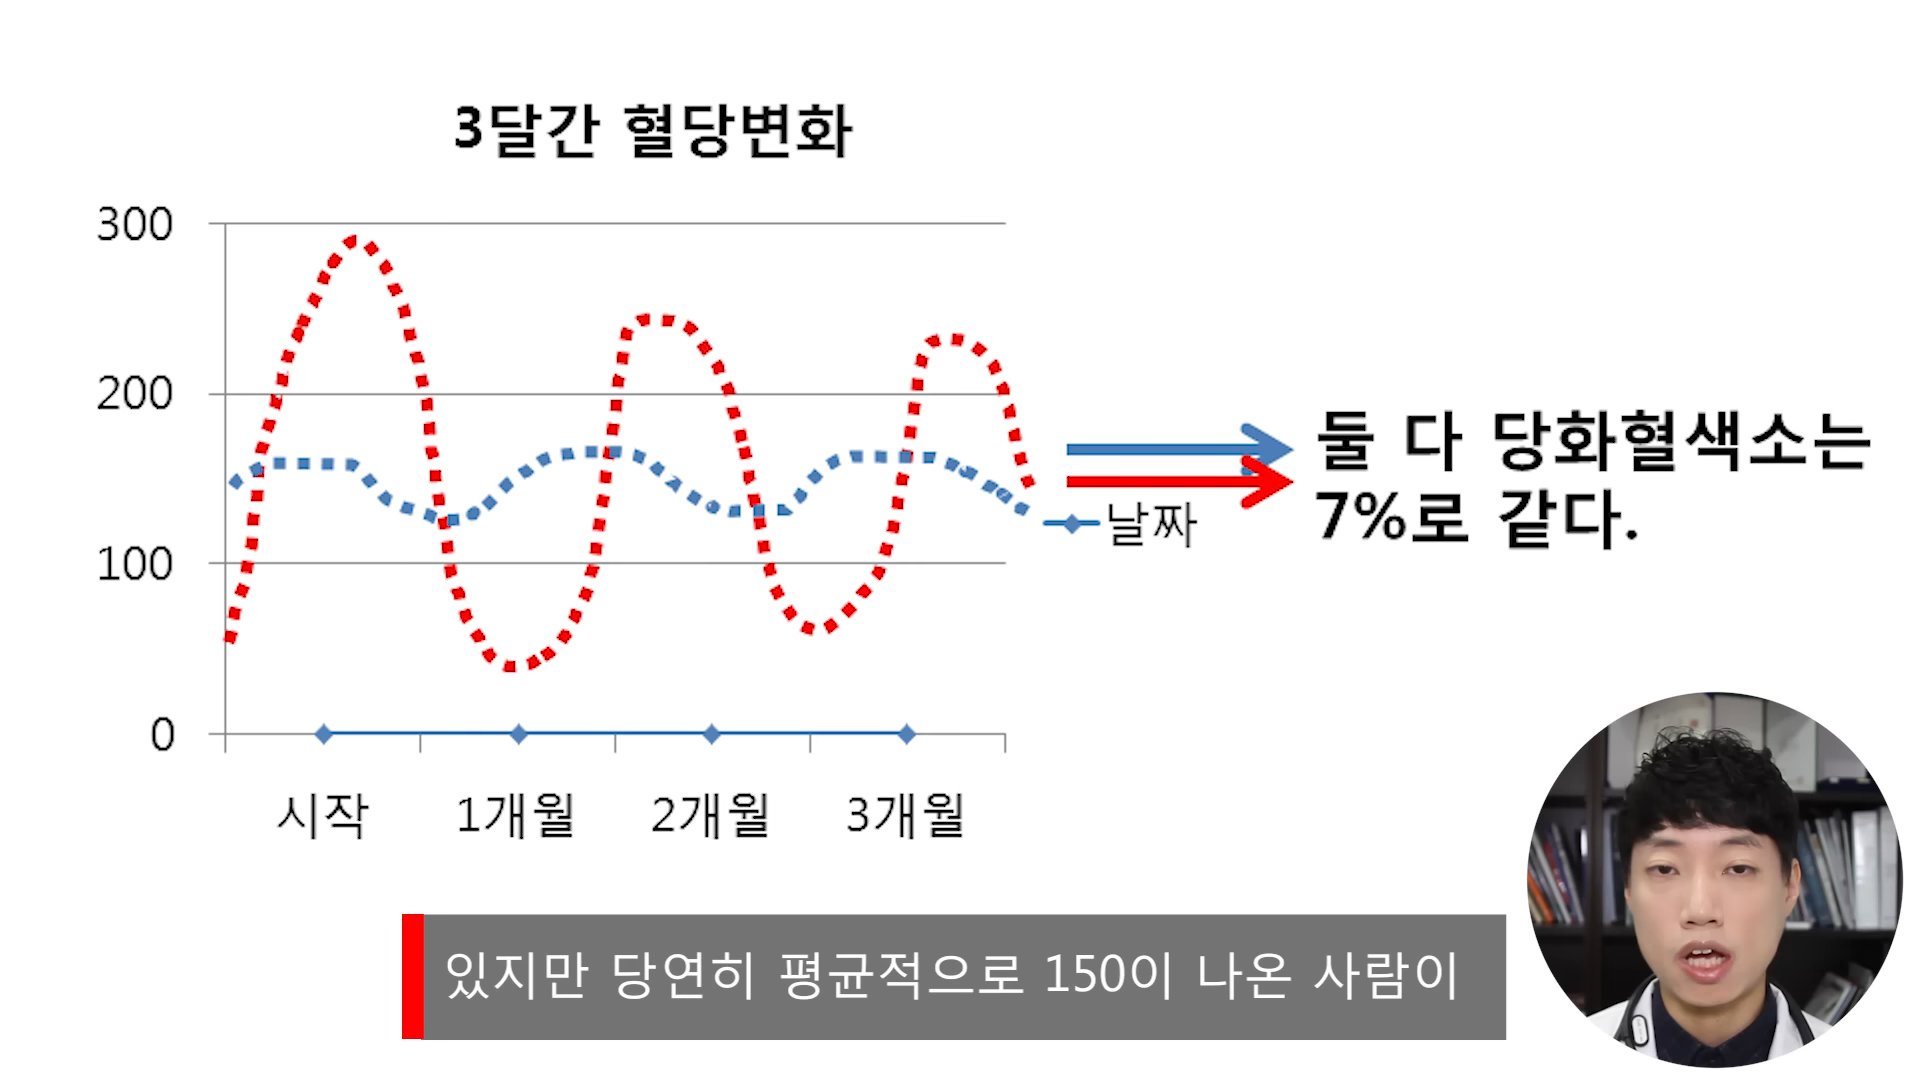 3달간 혈당변화
300
200
100
0
시작 1개월 2개월 3개월
날짜
둘 다 당화혈색소는
7%로 같다.
있지만 당연히 평균적으로 150이 나온 사람이